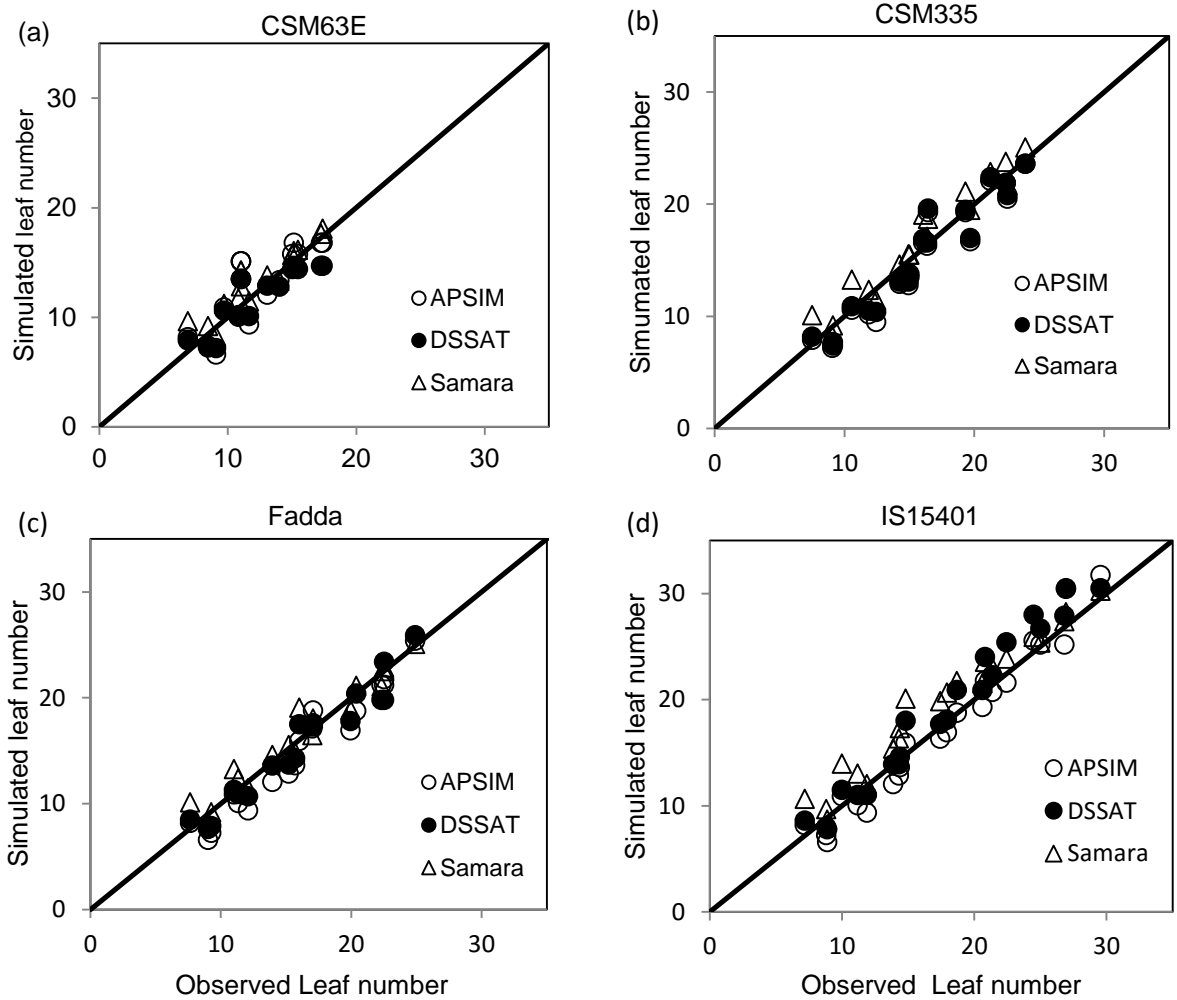 (a)
CSM63E
Simulated leaf number
30
20
10
0
0 10 20 30
APSIM
DSSAT
Samara
(b)
CSM335
Simumated leaf number
30
20
10
0
0 10 20 30
APSIM
DSSAT
Samara
(c)
Fadda
Simulated leaf number
30
20
10
0
0 10 20 30
APSIM
DSSAT
Samara
Observed Leaf number
(d)
IS15401
Simulated leaf number
30
20
10
0
0 10 20 30
APSIM
DSSAT
Samara
Observed Leaf number